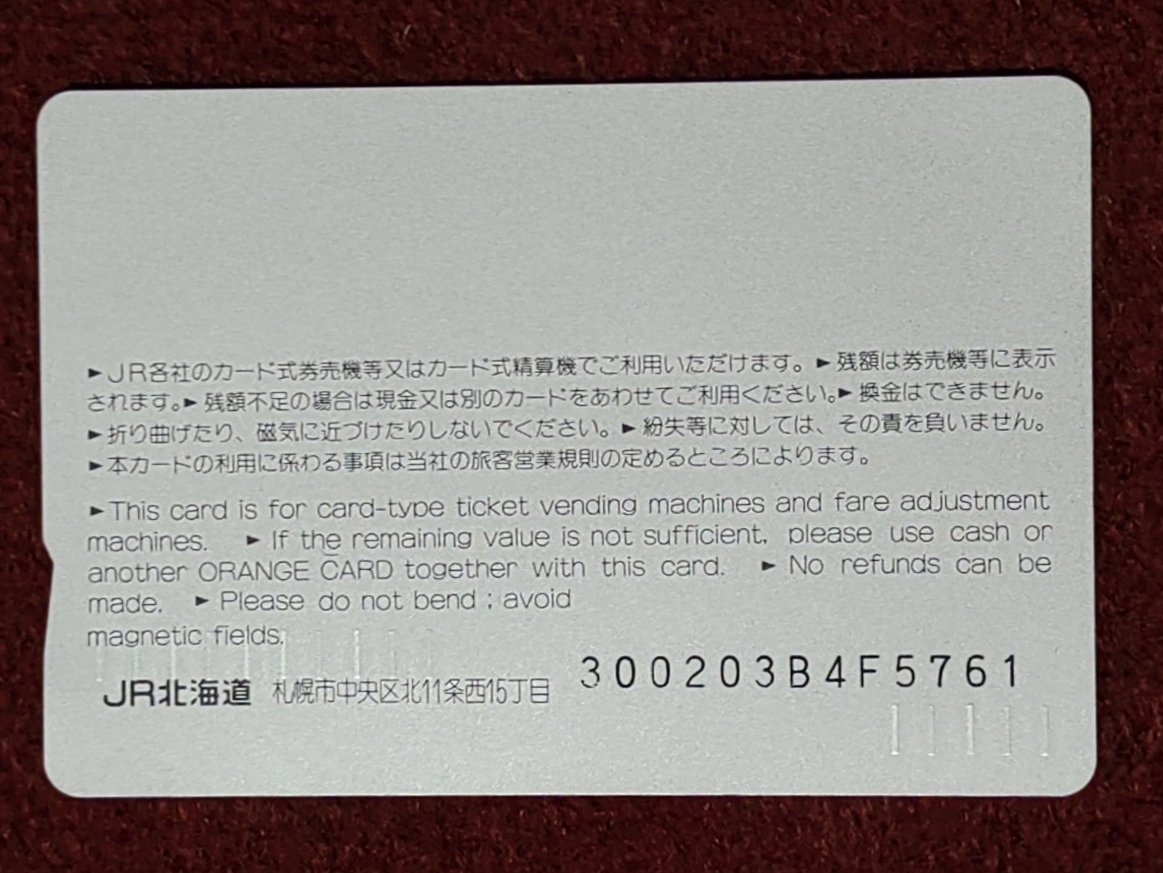 ►JR各社のカード式券売機等又はカード式精算機でご利用いただけます。►残額は券売機等に表示
されます。►残額不足の場合は現金又は別のカードをあわせてご利用ください。►換金はできません。
►折り曲げたり、磁気に近づけたりしないでください。►紛失等に対しては、その責を負いません。
►本カードの利用に係わる事項は当社の旅客営業規則の定めるところによります。
►This card is for card-type ticket vending machines and fare adjustment
machines. ►If the remaining value is not sufficient, please use cash or
another ORANGE CARD together with this card. ►No refunds can be
made. ►Please do not bend ; avoid
magnetic fields.
JR北海道 札幌市中央区北11条西15丁目 300203B4F5761